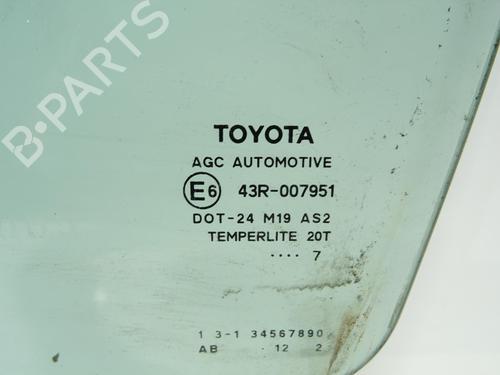 B-PARTS
TOYOTA
AGC AUTOMOTIVE
E6 43R-007951
DOT-24 M19 AS2
TEMPERLITE 20T
.... 7
1 3-1 34567890
AB 12 2